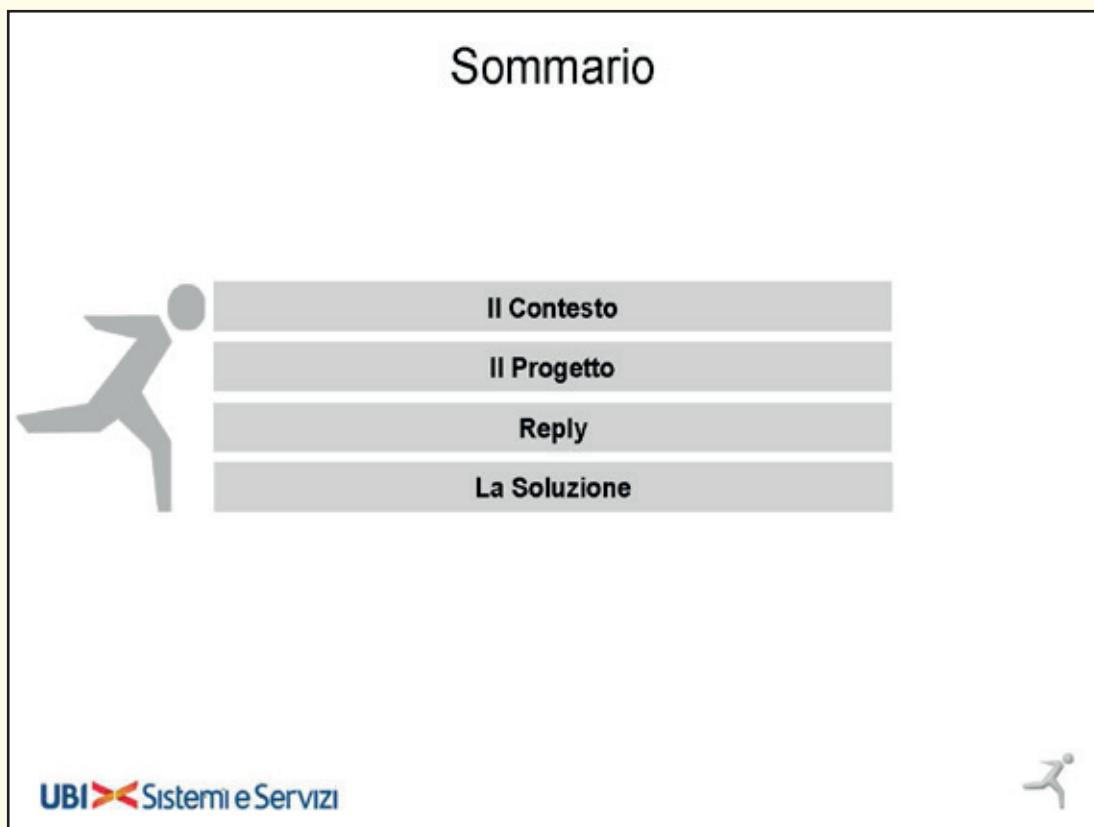 Sommario
Il Contesto
Il Progetto
Reply
La Soluzione
UBI Sistemi e Servizi